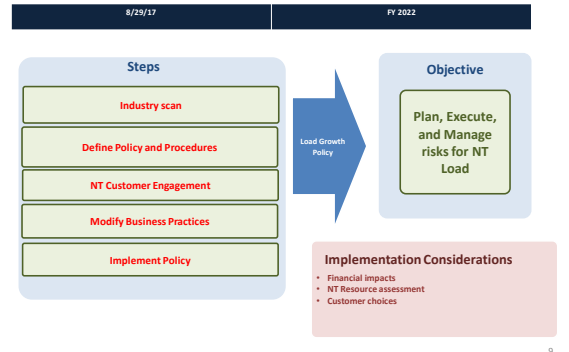 8/29/17
FY 2022
Steps
Industry scan
Define Policy and Procedures
NT Customer Engagement
Modify Business Practices
Implement Policy
Load Growth
Policy
Objective
Plan, Execute,
and Manage
risks for NT
Load
Implementation Considerations
• Financial impacts
• NT Resource assessment
• Customer choices
9